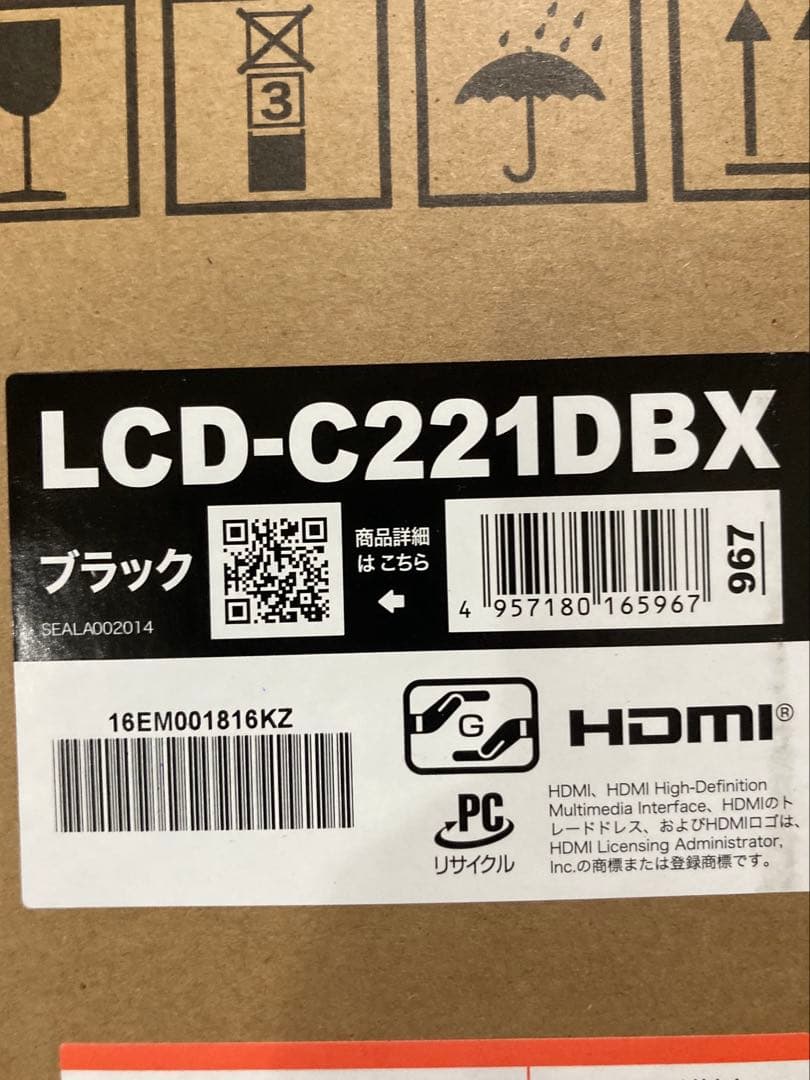 3
LCD-C221DBX
ブラック
商品詳細
は こちら
SEALA002014
4 957180 165967
967
16EM001816KZ
G
HDMI®
PC
リサイクル
HDMI、HDMI High-Definition
Multimedia Interface、HDMIのト
レードドレス、およびHDMIロゴは、
HDMI Licensing Administrator,
Inc.の商標または登録商標です。